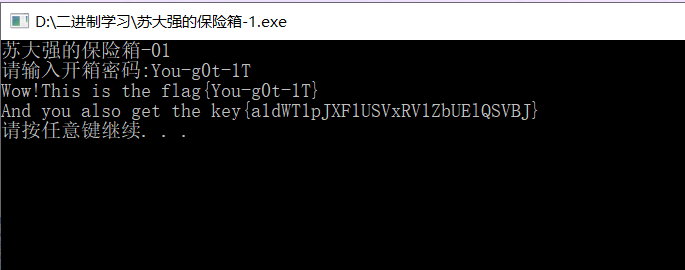 D:\二进制学习\苏大强的保险箱-1.exe
苏大强的保险箱-01
请输入开箱密码:You-g0t-1T
Wow!This is the flag{You-g0t-1T}
And you also get the key{a1dWT1pJXF1USVxRV1ZbUE1QSVBJ}
请按任意键继续. . .